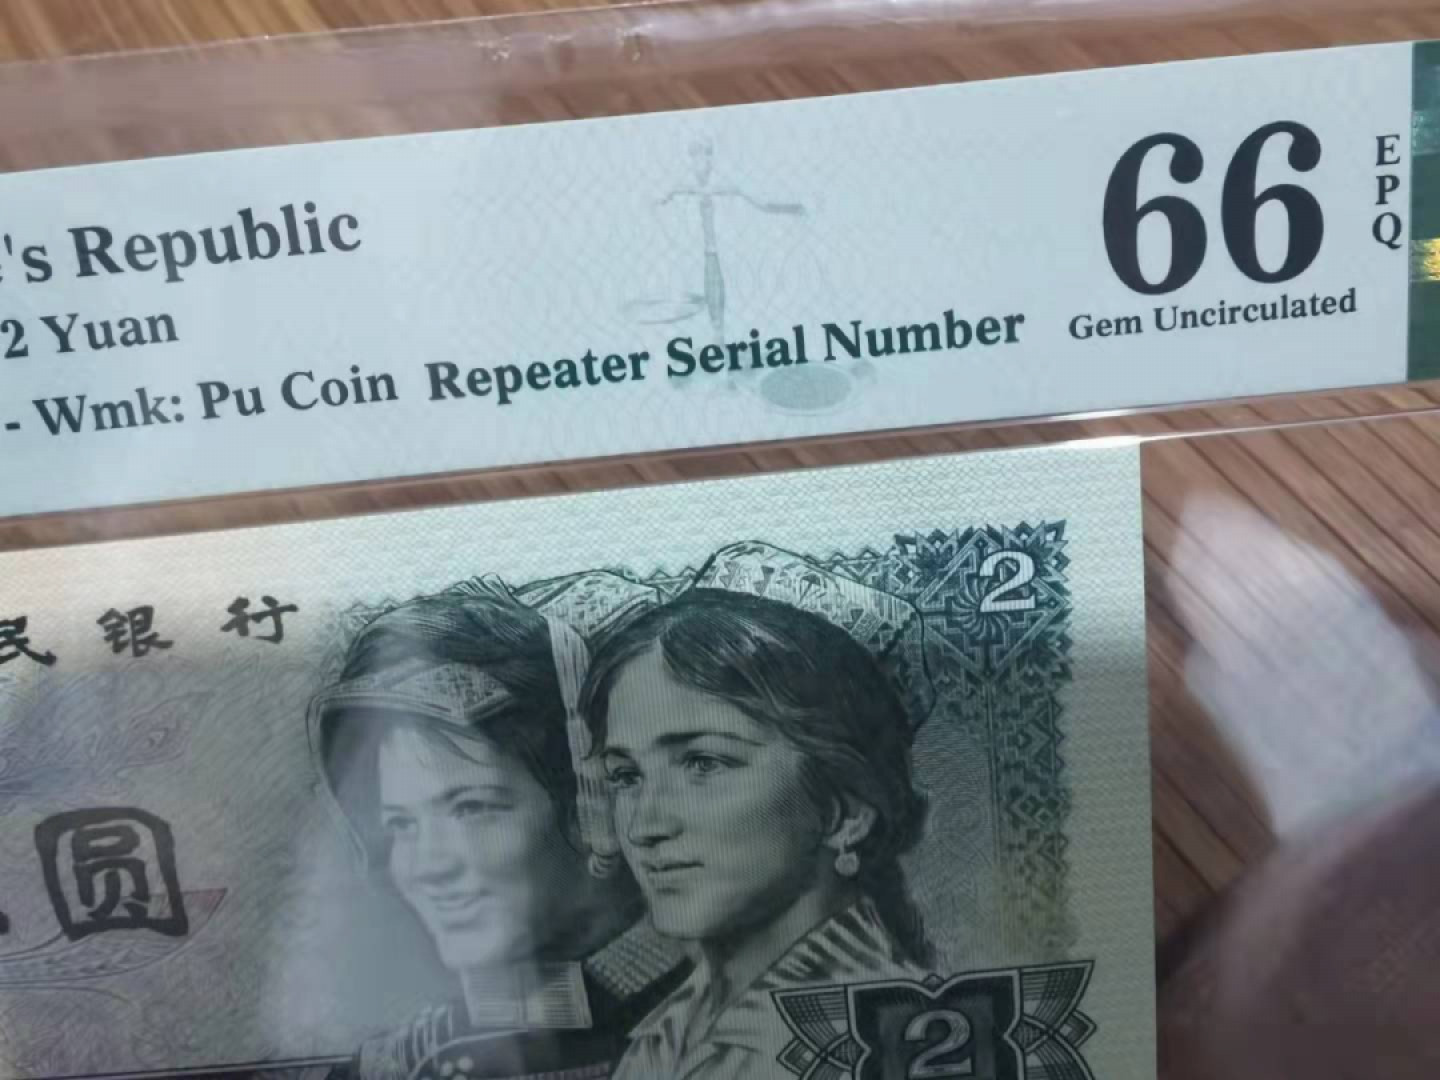 's Republic
2 Yuan
- Wmk: Pu Coin Repeater Serial Number
66
EPQ
Gem Uncirculated
民银行
2
圆
2